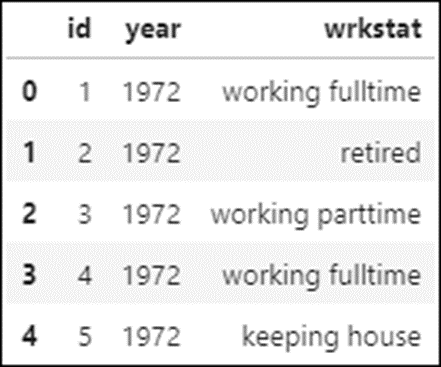 id year wrkstat
0 1 1972 working fulltime
1 2 1972 retired
2 3 1972 working parttime
3 4 1972 working fulltime
4 5 1972 keeping house